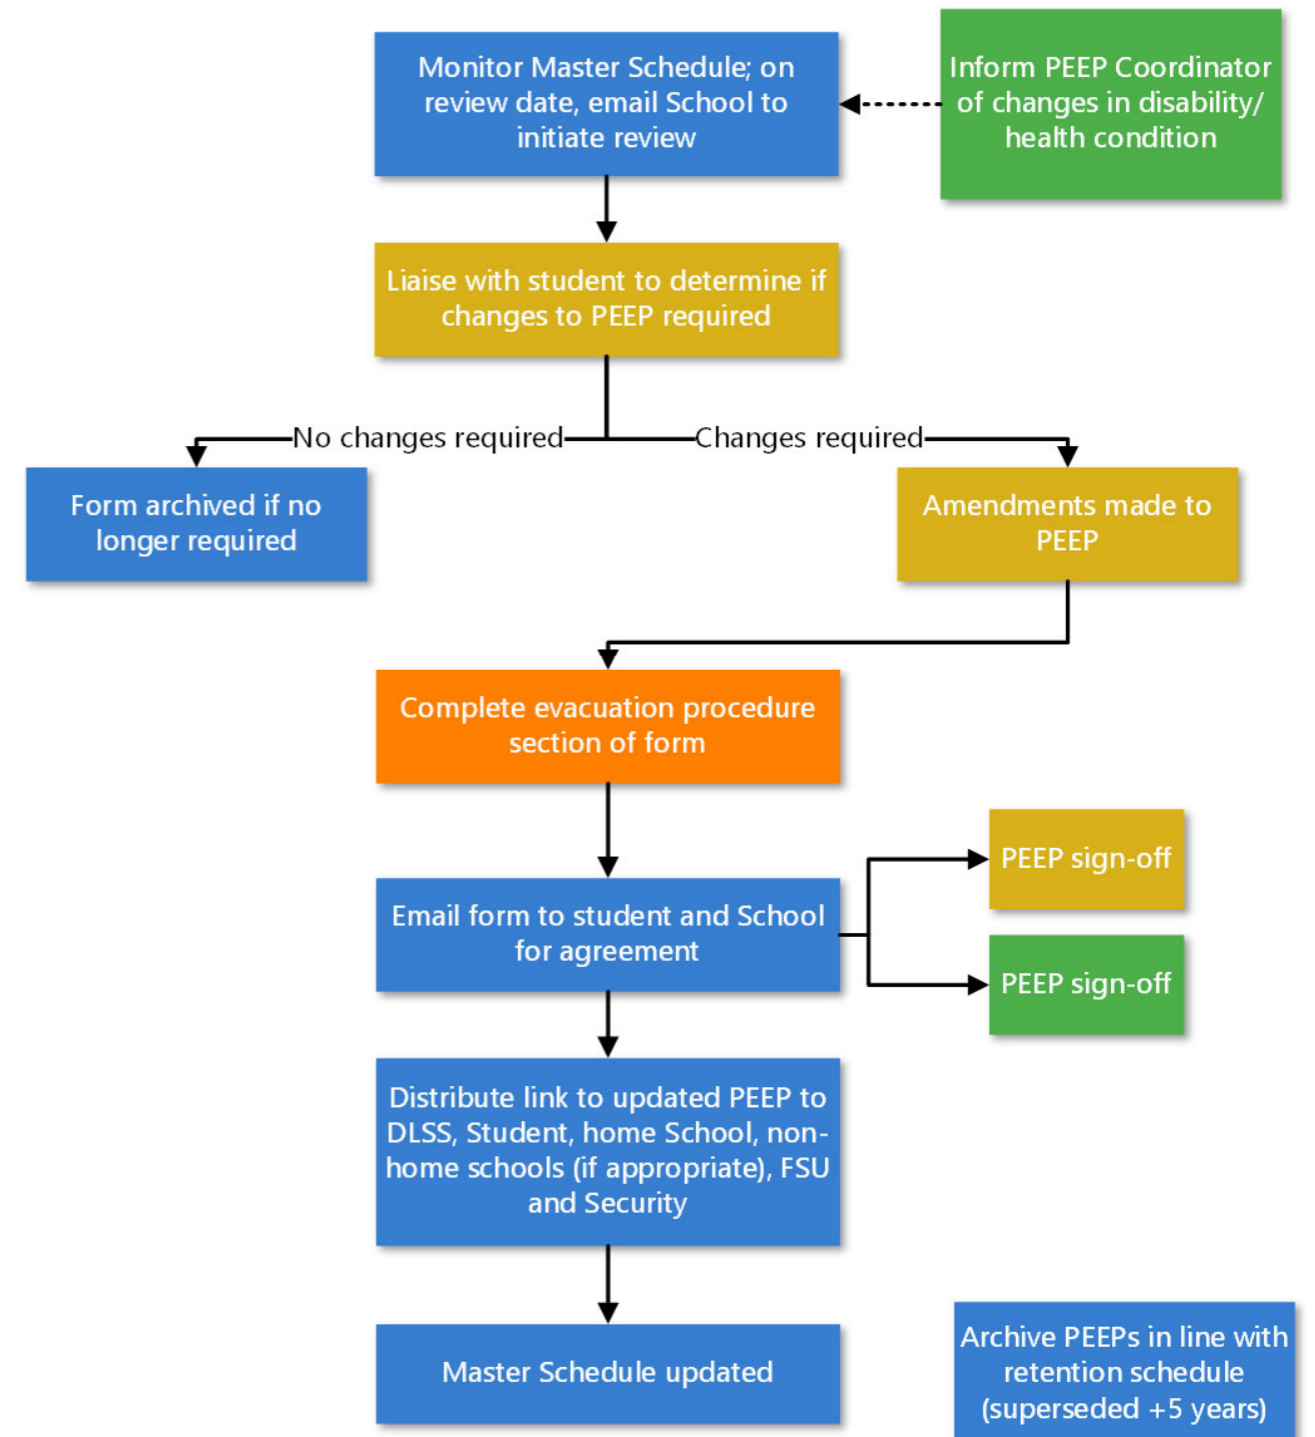 Monitor Master Schedule; on
review date, email School to
initiate review
Inform PEEP Coordinator
of changes in disability/
health condition
Liaise with student to determine if
changes to PEEP required
No changes required
Changes required
Form archived if no
longer required
Amendments made to
PEEP
Complete evacuation procedure
section of form
PEEP sign-off
Email form to student and School
for agreement
PEEP sign-off
Distribute link to updated PEEP to
DLSS, Student, home School, non-
home schools (if appropriate), FSU
and Security
Master Schedule updated
Archive PEEPs in line with
retention schedule
(superseded +5 years)